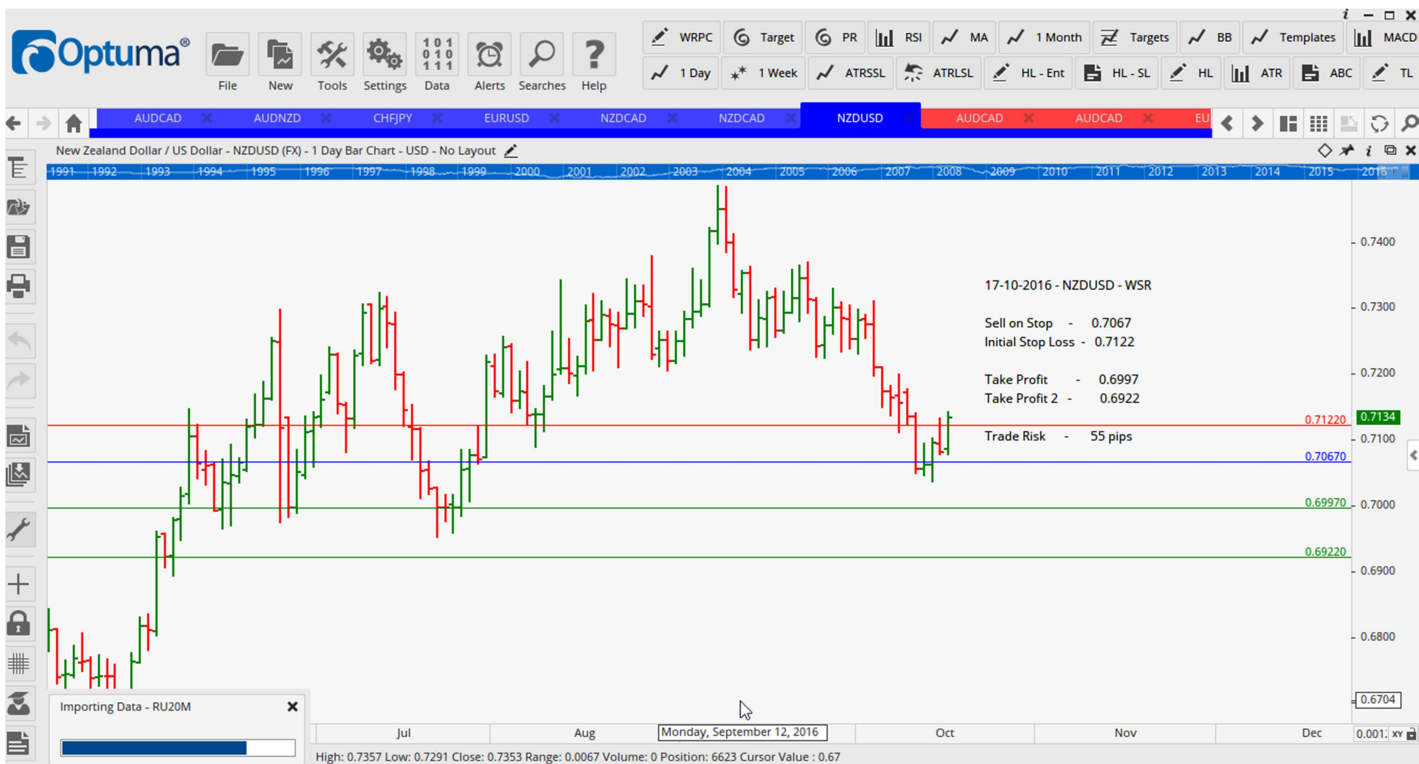 Optuma®
File New Tools Settings Data Alerts Searches Help
101
010
111
WRPC Target PR RSI MA 1 Month Targets BB Templates MACD
1 Day 1 Week ATRSSL ATRLSL HL - Ent HL - SL HL ATR ABC TL
AUDCAD AUDNZD CHFJPY EURUSD NZDCAD NZDCAD NZDUSD AUDCAD AUDCAD EU
New Zealand Dollar / US Dollar - NZDUSD (FX) - 1 Day Bar Chart - USD - No Layout
1991 1992 1993 1994 1995 1996 1997 1998 1999 2000 2001 2002 2003 2004 2005 2006 2007 2008 2009 2010 2011 2012 2013 2014 2015 2016
0.7400
17-10-2016 - NZDUSD - WSR
0.7300
Sell on Stop - 0.7067
Initial Stop Loss - 0.7122
0.7200
Take Profit - 0.6997
Take Profit 2 - 0.6922
0.71220 0.7134
Trade Risk - 55 pips
0.7100
0.70670
0.69970 0.7000
0.69220
0.6900
0.6800
0.6704
Importing Data - RU20M
Jul Aug Monday, September 12, 2016 Oct Nov Dec 0.001: XY
High: 0.7357 Low: 0.7291 Close: 0.7353 Range: 0.0067 Volume: 0 Position: 6623 Cursor Value : 0.67